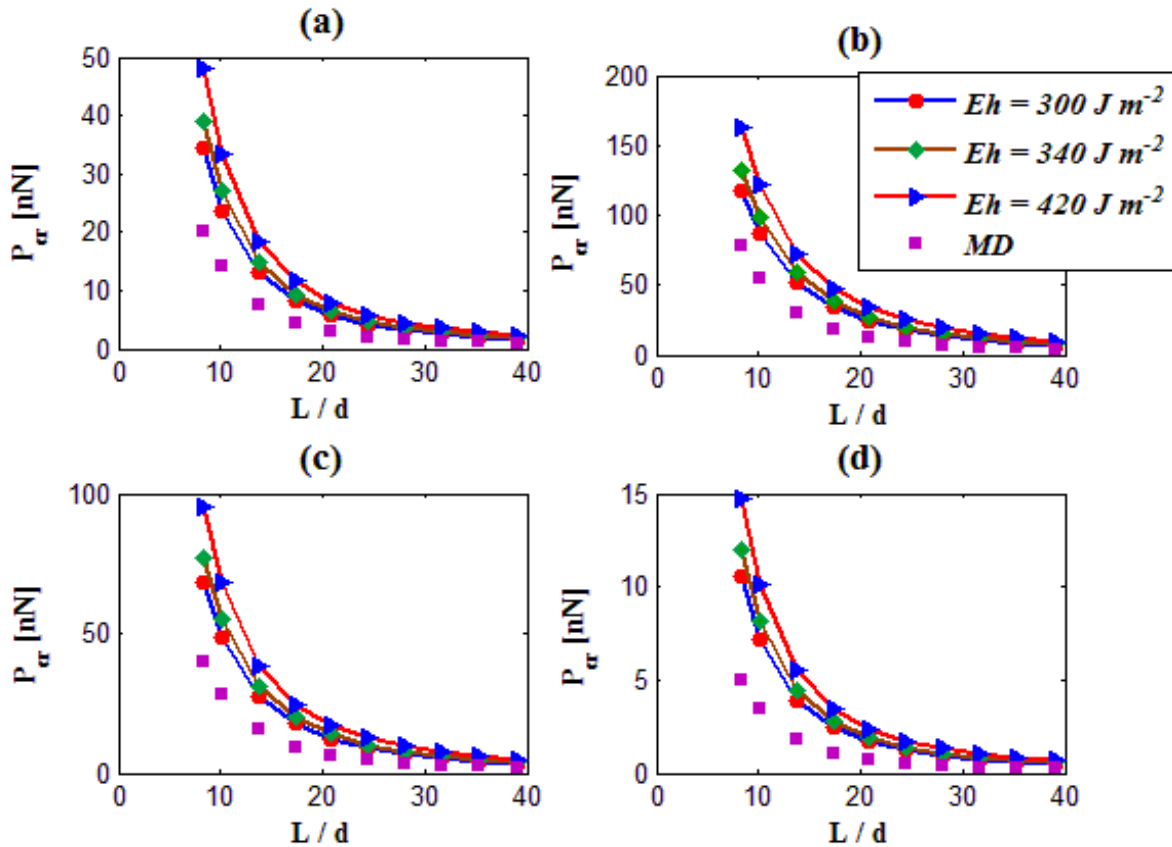 (a)
50
40
30
20
10
0
P_cr [nN]
0 10 20 30 40
L / d
(b)
200
150
100
50
0
P_cr [nN]
0 10 20 30 40
L / d
Eh = 300 J m^-2
Eh = 340 J m^-2
Eh = 420 J m^-2
MD
(c)
100
50
0
P_cr [nN]
0 10 20 30 40
L / d
(d)
15
10
5
0
P_cr [nN]
0 10 20 30 40
L / d